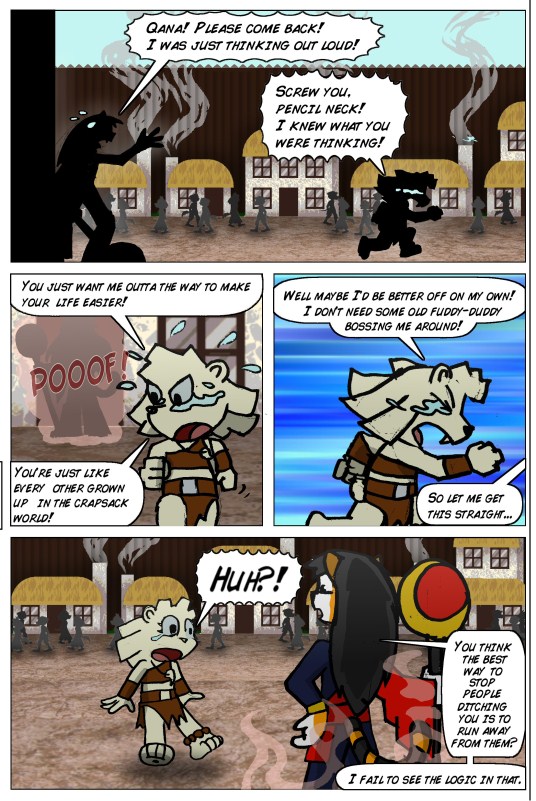 Qana! Please come back!
I was just thinking out loud!
Screw you,
pencil neck!
I knew what you
were thinking!
You just want me outta the way to make
your life easier!
POOOF!
You're just like
every other grown
up in the crapsack
world!
Well maybe I'd be better off on my own!
I don't need some old fuddy-duddy
bossing me around!
So let me get
this straight...
Huh?!
You think
the best
way to
stop
people
ditching
you is to
run away
from them?
I fail to see the logic in that.